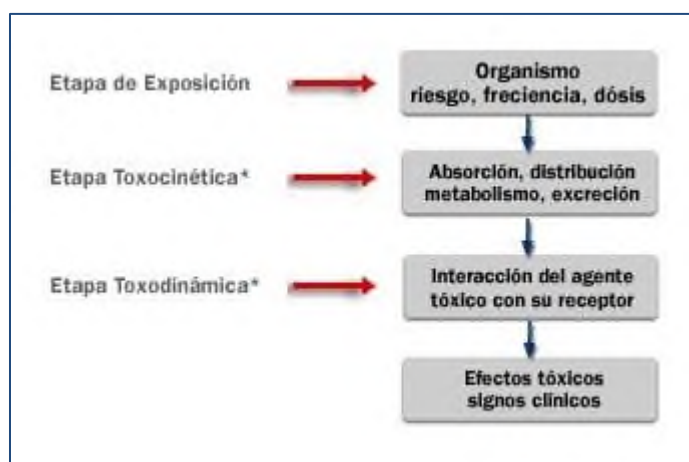 Etapa de Exposición
Organismo
riesgo, freciencia, dósis
Etapa Toxocinética*
Absorción, distribución
metabolismo, excreción
Etapa Toxodinámica*
Interacción del agente
tóxico con su receptor
Efectos tóxicos
signos clínicos